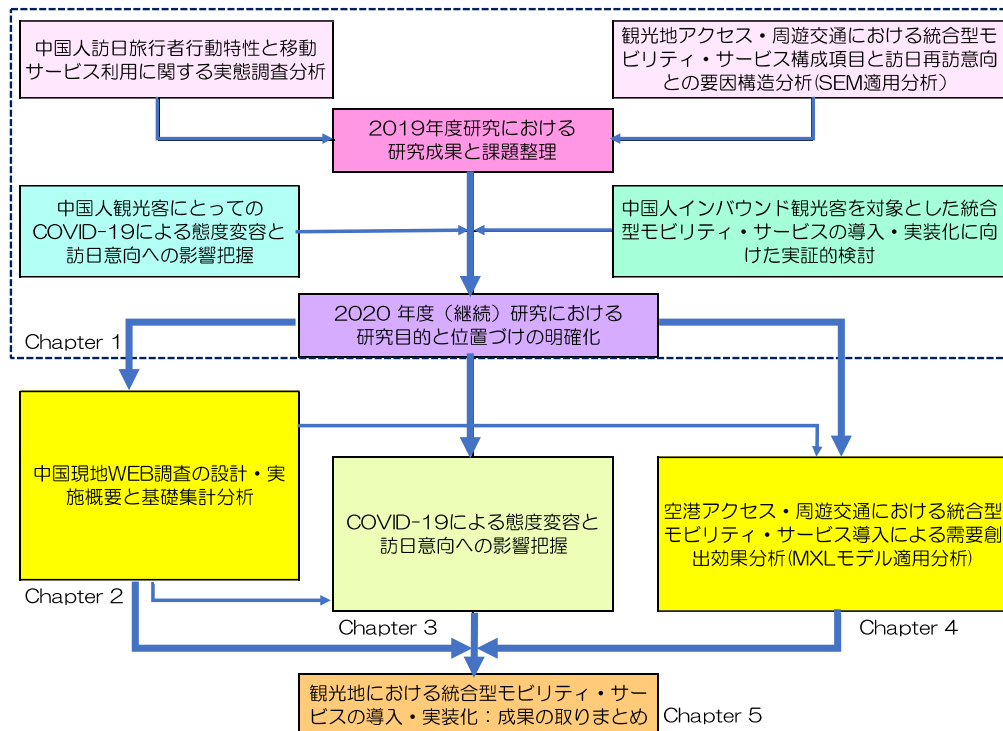 中国人訪日旅行者行動特性と移動
サービス利用に関する実態調査分析
観光地アクセス・周遊交通における統合型モ
ビリティ・サービス構成項目と訪日再訪意向
との要因構造分析(SEM適用分析）
2019年度研究における
研究成果と課題整理
中国人観光客にとっての
COVID-19による態度変容と
訪日意向への影響把握
中国人インバウンド観光客を対象とした統合
型モビリティ・サービスの導入・実装化に向
けた実証的検討
2020 年度（継続）研究における
研究目的と位置づけの明確化
Chapter 1
中国現地WEB調査の設計・実
施概要と基礎集計分析
Chapter 2
COVID-19による態度変容と
訪日意向への影響把握
Chapter 3
空港アクセス・周遊交通における統合型
モビリティ・サービス導入による需要創
出効果分析(MXLモデル適用分析)
Chapter 4
観光地における統合型モビリティ・サー
ビスの導入・実装化：成果の取りまとめ
Chapter 5